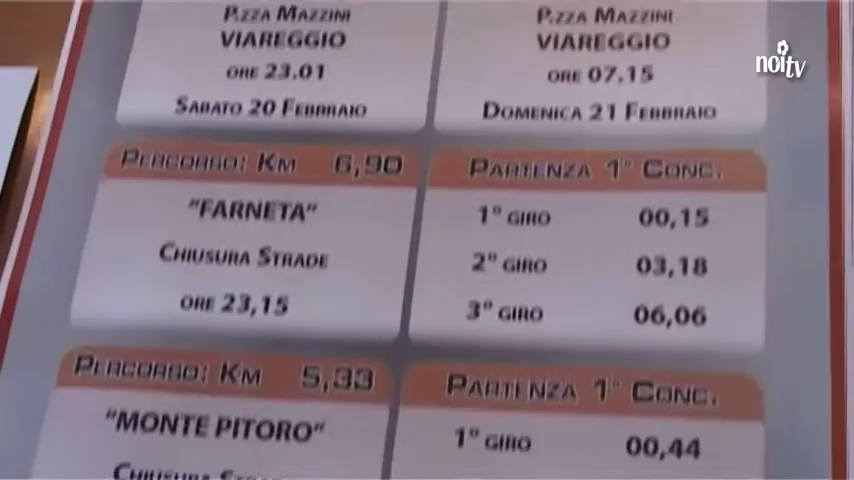 P.zza Mazzini
VIAREGGIO
ore 23.01
Sabato 20 Febbraio
P.zza Mazzini
VIAREGGIO
ore 07.15
Domenica 21 Febbraio
noitv
Percorso: Km 6,90
"FARNETA"
Chiusura Strade
ore 23,15
Partenza 1° Conc.
1° giro 00,15
2° giro 03,18
3° giro 06,06
Percorso: Km 5,33
"MONTE PITORO"
Chiusura Strade
Partenza 1° Conc.
1° giro 00,44